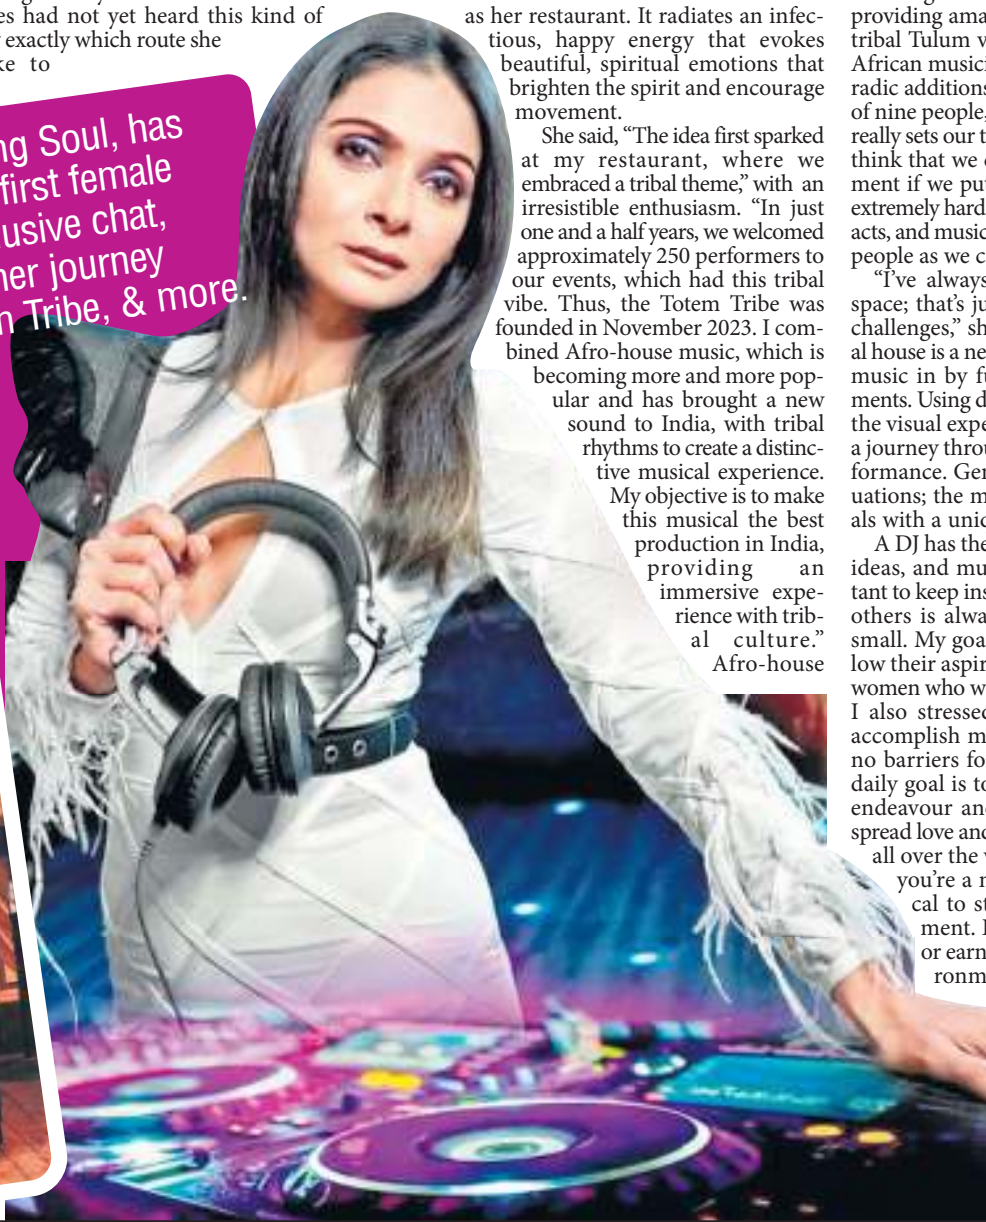 es had not yet heard this kind of
exactly which route she
ke to
ng Soul, has
first female
lusive chat,
her journey
m Tribe, & more.
as her restaurant. It radiates an infec-
tious, happy energy that evokes
beautiful, spiritual emotions that
brighten the spirit and encourage
movement.
She said, “The idea first sparked
at my restaurant, where we
embraced a tribal theme,” with an
irresistible enthusiasm. “In just
one and a half years, we welcomed
approximately 250 performers to
our events, which had this tribal
vibe. Thus, the Totem Tribe was
founded in November 2023. I com-
bined Afro-house music, which is
becoming more and more pop-
ular and has brought a new
sound to India, with tribal
rhythms to create a distinc-
tive musical experience.
My objective is to make
this musical the best
production in India,
providing an
immersive expe-
rience with trib-
al culture.”
Afro-house
providing ama
tribal Tulum v
African musici
radic additions
of nine people,
really sets our t
think that we c
ment if we put
extremely hard
acts, and music
people as we c
“I’ve always
space; that’s ju
challenges,” sh
al house is a ne
music in by fu
ments. Using d
the visual expe
a journey throu
formance. Gen
uations; the m
als with a uniq
A DJ has the
ideas, and mu
tant to keep ins
others is alwa
small. My goal
low their aspir
women who w
I also stressed
accomplish m
no barriers fo
daily goal is to
endeavour and
spread love and
all over the w
you’re a m
cal to st
ment. I
or earn
ronm